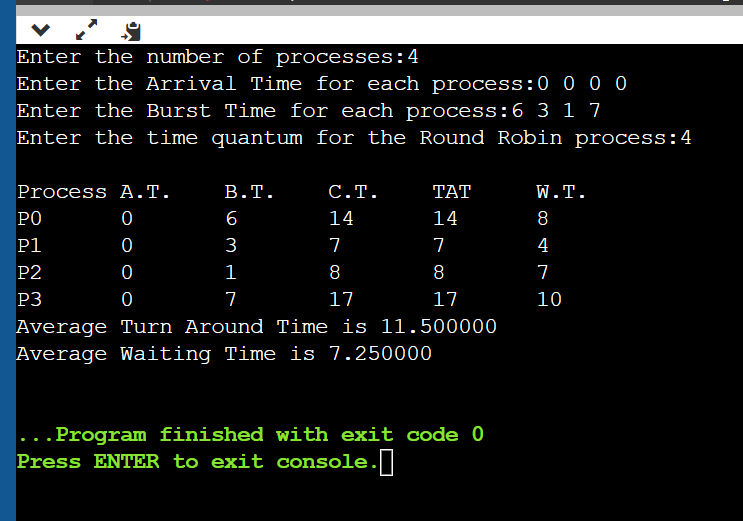 Enter the number of processes:4
Enter the Arrival Time for each process:0 0 0 0
Enter the Burst Time for each process:6 3 1 7
Enter the time quantum for the Round Robin process:4
Process A.T. B.T. C.T. TAT W.T.
P0 0 6 14 14 8
P1 0 3 7 7 4
P2 0 1 8 8 7
P3 0 7 17 17 10
Average Turn Around Time is 11.500000
Average Waiting Time is 7.250000
...Program finished with exit code 0
Press ENTER to exit console.